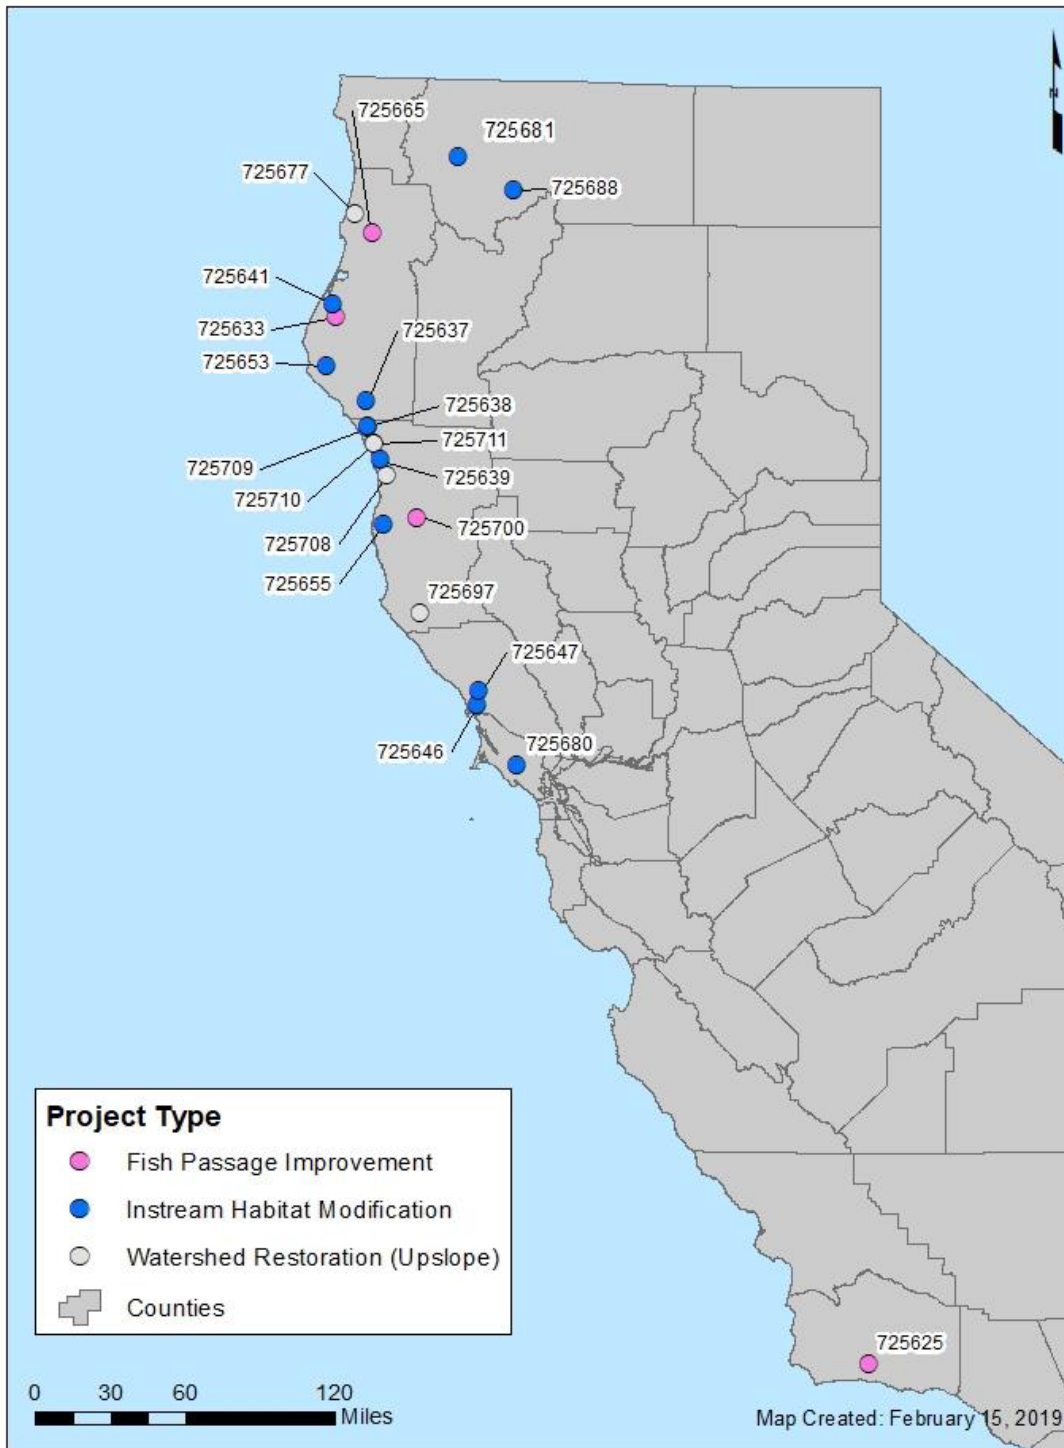 N
725665
725681
725677
725688
725641
725633
725637
725653
725638
725711
725709
725639
725710
725700
725708
725655
725697
725647
725646
725680
Project Type
Fish Passage Improvement
Instream Habitat Modification
Watershed Restoration (Upslope)
Counties
725625
0 30 60 120
Miles
Map Created: February 15, 2019